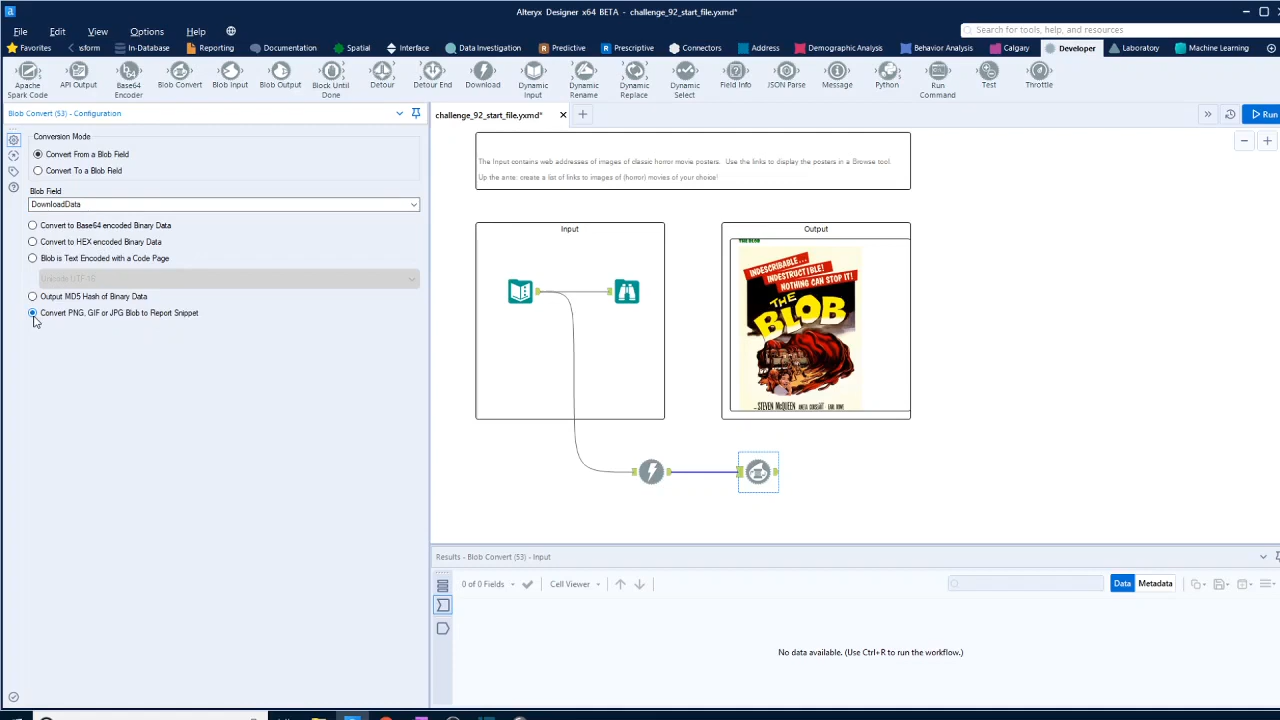 Alteryx Designer x64 BETA - challenge_92_start_file.yxmd*
File Edit View Options Help
Search for tools, help, and resources
Favorites sform In-Database Reporting Documentation Spatial Interface Data Investigation Predictive Prescriptive Connectors Address Demographic Analysis Behavior Analysis Calgary Developer Laboratory Machine Learning
Apache Spark Code
API Output
Base64 Encoder
Blob Convert
Blob Input
Blob Output
Block Until Done
Detour
Detour End
Download
Dynamic Input
Dynamic Rename
Dynamic Replace
Dynamic Select
Field Info
JSON Parse
Message
Python
Run Command
Test
Throttle
Blob Convert (53) - Configuration
Conversion Mode
Convert From a Blob Field
Convert To a Blob Field
Blob Field
DownloadData
Convert to Base64 encoded Binary Data
Convert to HEX encoded Binary Data
Blob is Text Encoded with a Code Page
Unicode UTF-16
Output MD5 Hash of Binary Data
Convert PNG, GIF or JPG Blob to Report Snippet
challenge_92_start_file.yxmd*
Run
The Input contains web addresses of images of classic horror movie posters. Use the links to display the posters in a Browse tool.
Up the ante: create a list of links to images of (horror) movies of your choice!
Input
Output
INDESCRIBABLE...
INDESTRUCTIBLE!
NOTHING CAN STOP IT!
THE
BLOB
STEVEN McQUEEN
Results - Blob Convert (53) - Input
0 of 0 Fields Cell Viewer Data Metadata
No data available. (Use Ctrl+R to run the workflow.)